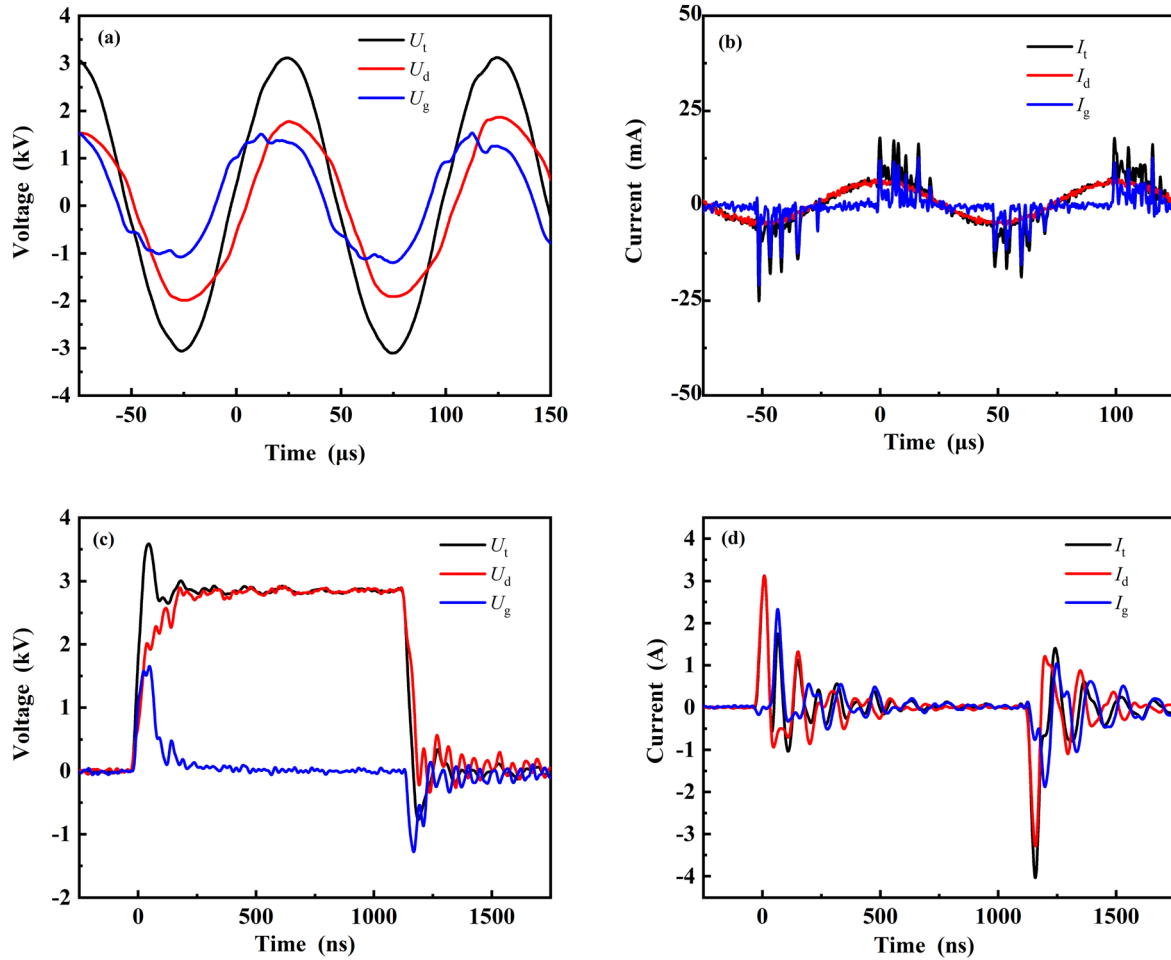 (a)
U_t
U_d
U_g
4
3
2
1
0
-1
-2
-3
-4
Voltage (kV)
-50 0 50 100 150
Time (μs)
(b)
I_t
I_d
I_g
50
25
0
-25
-50
Current (mA)
-50 0 50 100
Time (μs)
(c)
U_t
U_d
U_g
4
3
2
1
0
-1
-2
Voltage (kV)
0 500 1000 1500
Time (ns)
(d)
I_t
I_d
I_g
4
3
2
1
0
-1
-2
-3
-4
Current (A)
0 500 1000 1500
Time (ns)